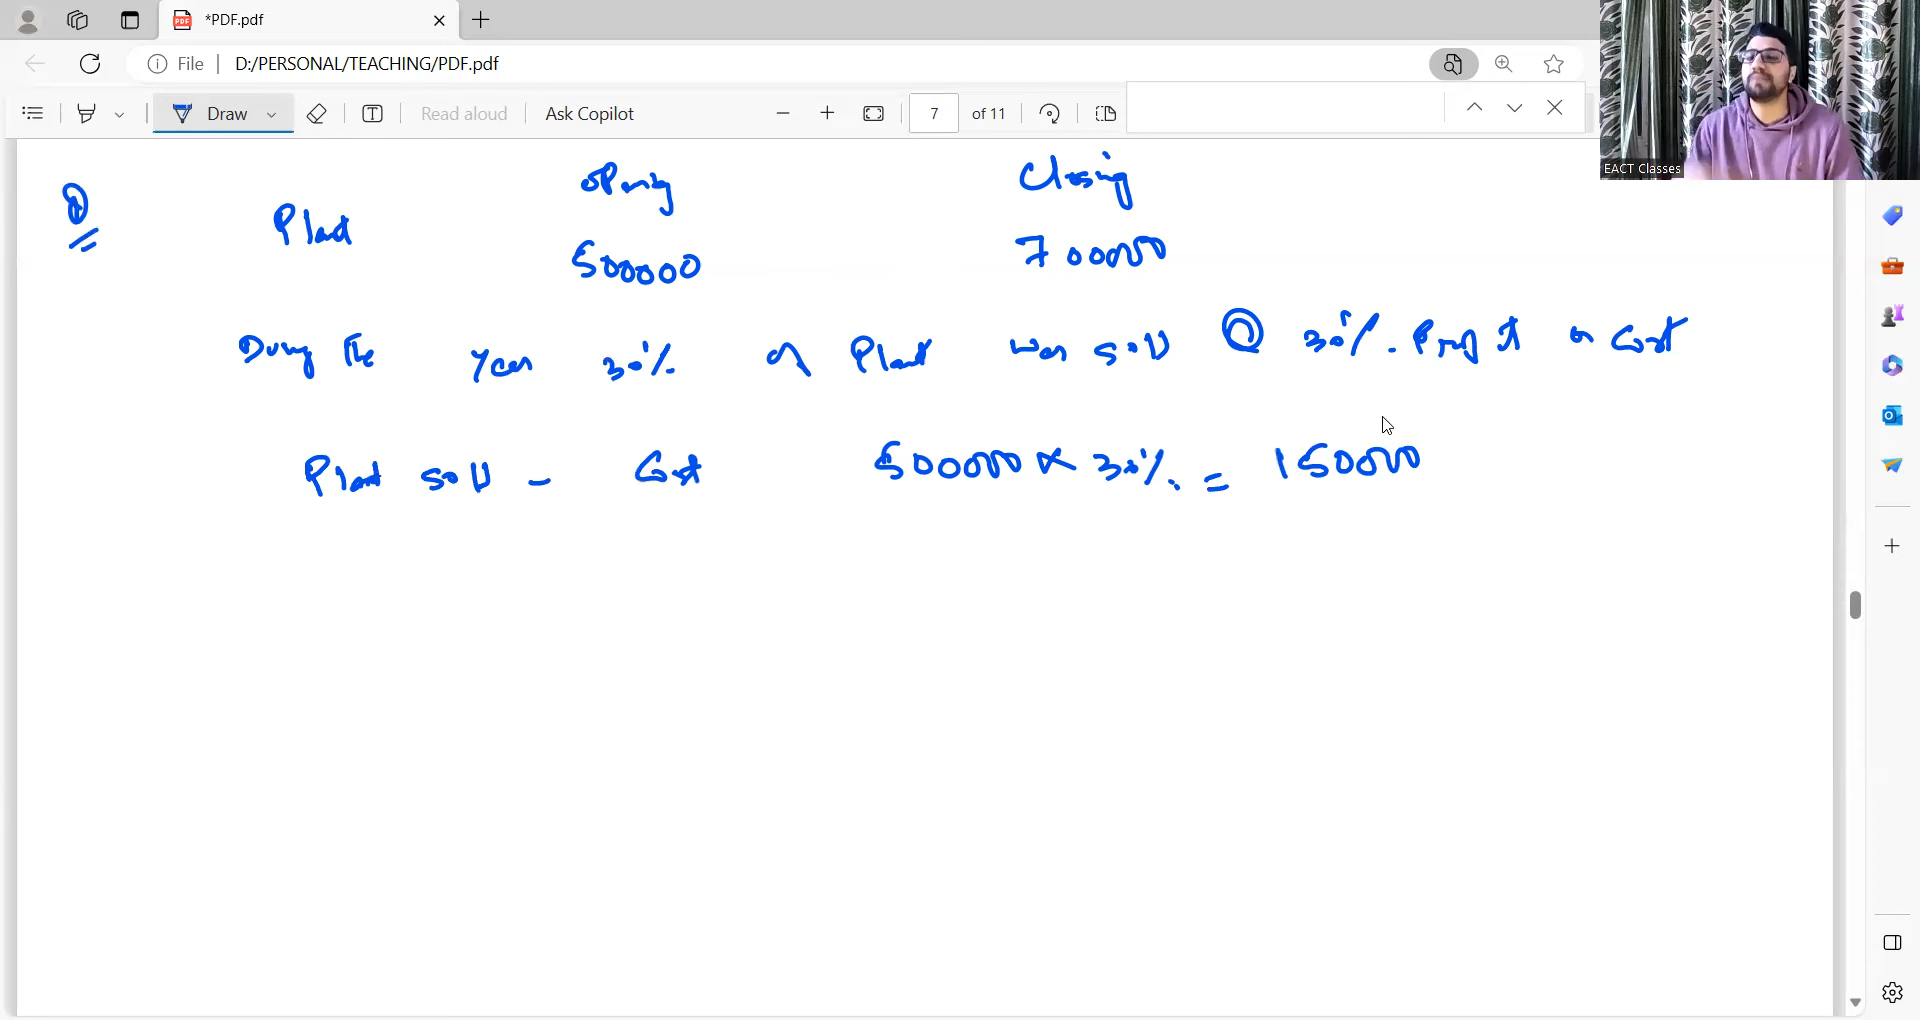 *PDF.pdf
File | D:/PERSONAL/TEACHING/PDF.pdf
Draw Read aloud Ask Copilot 7 of 11
EACT Classes
Q Plant Opening Closing
500000 700000
During the year 30% of Plant was sold @ 30%. Profit on Cost
Plant sold - Cost 500000 x 30%. = 150000